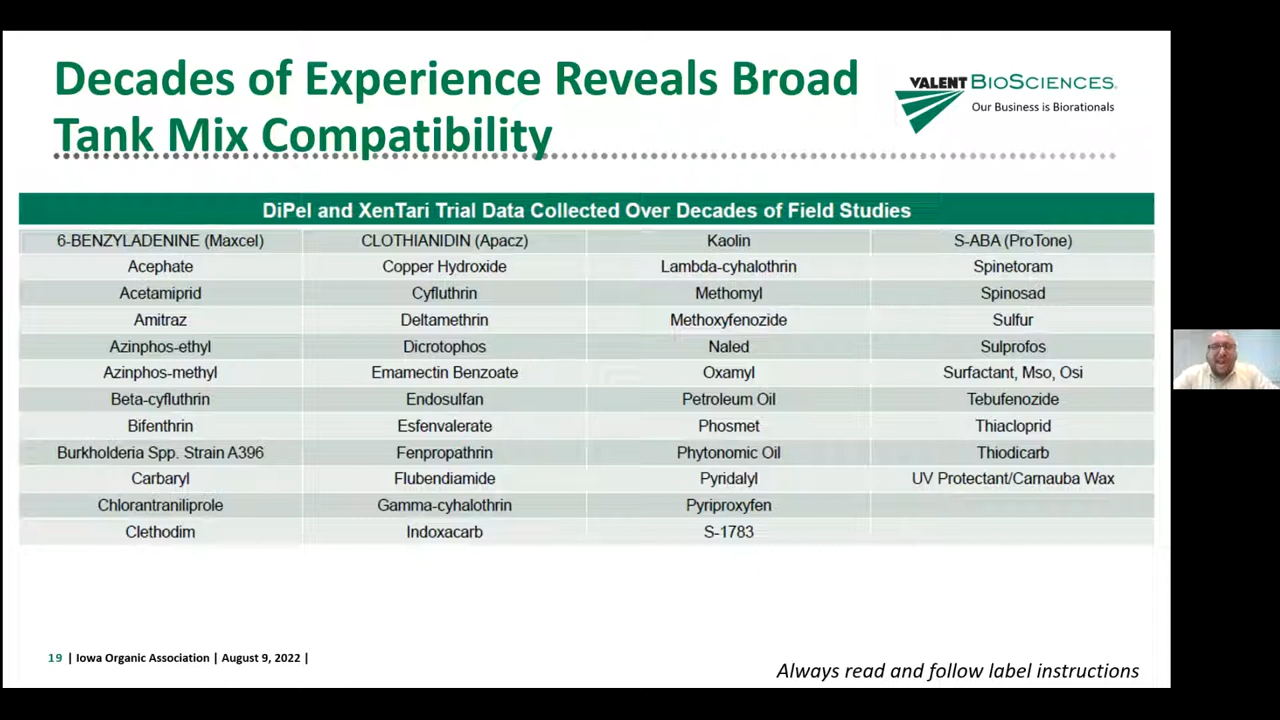 Decades of Experience Reveals Broad
Tank Mix Compatibility
VALENT BIOSCIENCES
Our Business is Biorationals
DiPel and XenTari Trial Data Collected Over Decades of Field Studies
6-BENZYLADENINE (Maxcel) CLOTHIANIDIN (Apacz) Kaolin S-ABA (ProTone)
Acephate Copper Hydroxide Lambda-cyhalothrin Spinetoram
Acetamiprid Cyfluthrin Methomyl Spinosad
Amitraz Deltamethrin Methoxyfenozide Sulfur
Azinphos-ethyl Dicrotophos Naled Sulprofos
Azinphos-methyl Emamectin Benzoate Oxamyl Surfactant, Mso, Osi
Beta-cyfluthrin Endosulfan Petroleum Oil Tebufenozide
Bifenthrin Esfenvalerate Phosmet Thiacloprid
Burkholderia Spp. Strain A396 Fenpropathrin Phytonomic Oil Thiodicarb
Carbaryl Flubendiamide Pyridalyl UV Protectant/Carnauba Wax
Chlorantraniliprole Gamma-cyhalothrin Pyriproxyfen
Clethodim Indoxacarb S-1783
19 | Iowa Organic Association | August 9, 2022 |
Always read and follow label instructions